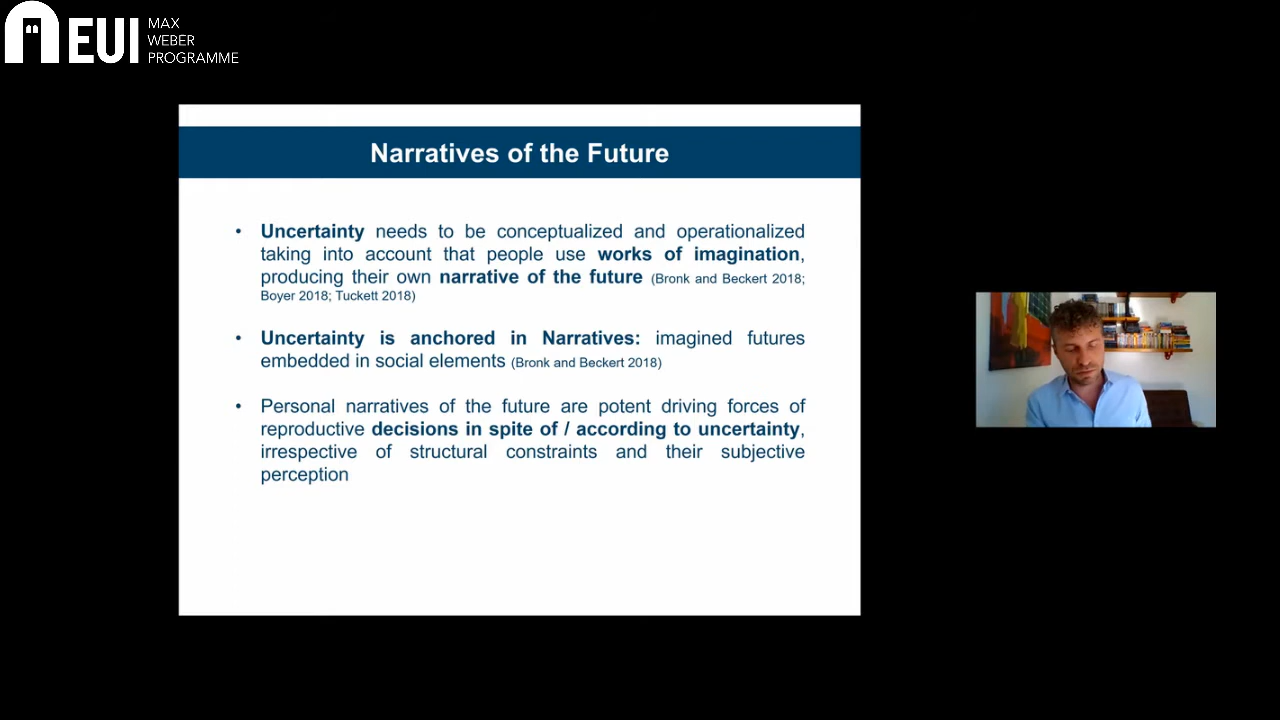 EUI
MAX
WEBER
PROGRAMME
Narratives of the Future
• Uncertainty needs to be conceptualized and operationalized
taking into account that people use works of imagination,
producing their own narrative of the future (Bronk and Beckert 2018;
Boyer 2018; Tuckett 2018)
• Uncertainty is anchored in Narratives: imagined futures
embedded in social elements (Bronk and Beckert 2018)
• Personal narratives of the future are potent driving forces of
reproductive decisions in spite of / according to uncertainty,
irrespective of structural constraints and their subjective
perception